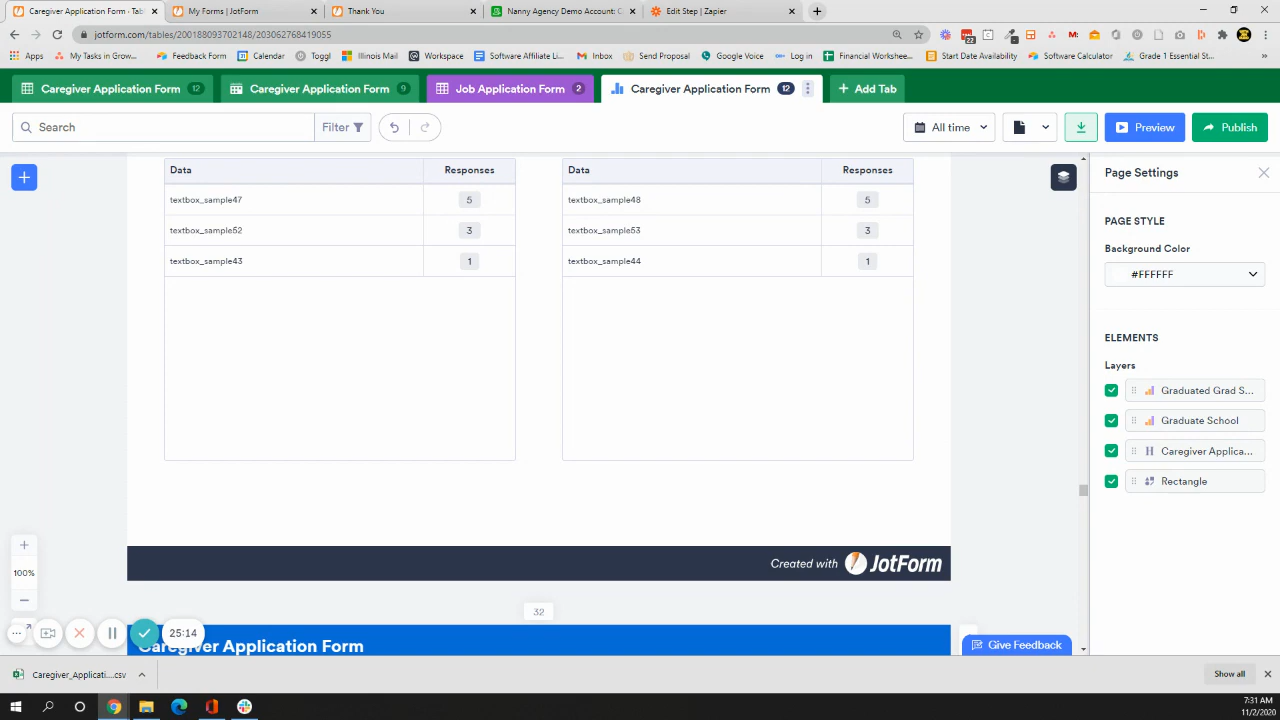 Caregiver Application Form - Tabl
My Forms | JotForm
Thank You
Nanny Agency Demo Account: C
Edit Step | Zapier
jotform.com/tables/200188093702148/203062768419055
Apps
My Tasks in Grow...
Feedback Form
Calendar
Toggl
Illinois Mail
Workspace
Software Affiliate Li...
Inbox
Send Proposal
Google Voice
Log in
Financial Workshee...
Start Date Availability
Software Calculator
Grade 1 Essential St...
Caregiver Application Form 12
Caregiver Application Form 9
Job Application Form 2
Caregiver Application Form 12
Add Tab
Search
Filter
All time
Preview
Publish
Data Responses
textbox_sample47 5
textbox_sample52 3
textbox_sample43 1
Data Responses
textbox_sample48 5
textbox_sample53 3
textbox_sample44 1
Page Settings
PAGE STYLE
Background Color
#FFFFFF
ELEMENTS
Layers
Graduated Grad S...
Graduate School
Caregiver Applica...
Rectangle
Created with JotForm
100%
32
25:14
Caregiver Application Form
Give Feedback
Caregiver_Applicati....csv
Show all
7:31 AM
11/2/2020